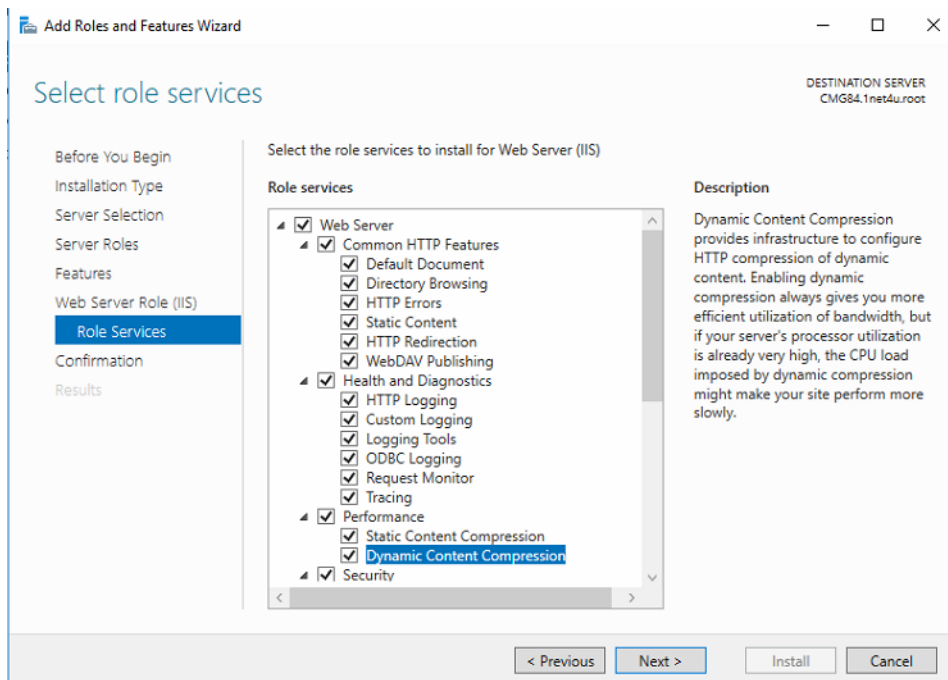 Add Roles and Features Wizard
Select role services
DESTINATION SERVER
CMG84.1net4u.root
Before You Begin
Installation Type
Server Selection
Server Roles
Features
Web Server Role (IIS)
Role Services
Confirmation
Results
Select the role services to install for Web Server (IIS)
Role services
Web Server
Common HTTP Features
Default Document
Directory Browsing
HTTP Errors
Static Content
HTTP Redirection
WebDAV Publishing
Health and Diagnostics
HTTP Logging
Custom Logging
Logging Tools
ODBC Logging
Request Monitor
Tracing
Performance
Static Content Compression
Dynamic Content Compression
Security
Description
Dynamic Content Compression
provides infrastructure to configure
HTTP compression of dynamic
content. Enabling dynamic
compression always gives you more
efficient utilization of bandwidth, but
if your server's processor utilization
is already very high, the CPU load
imposed by dynamic compression
might make your site perform more
slowly.
< Previous
Next >
Install
Cancel